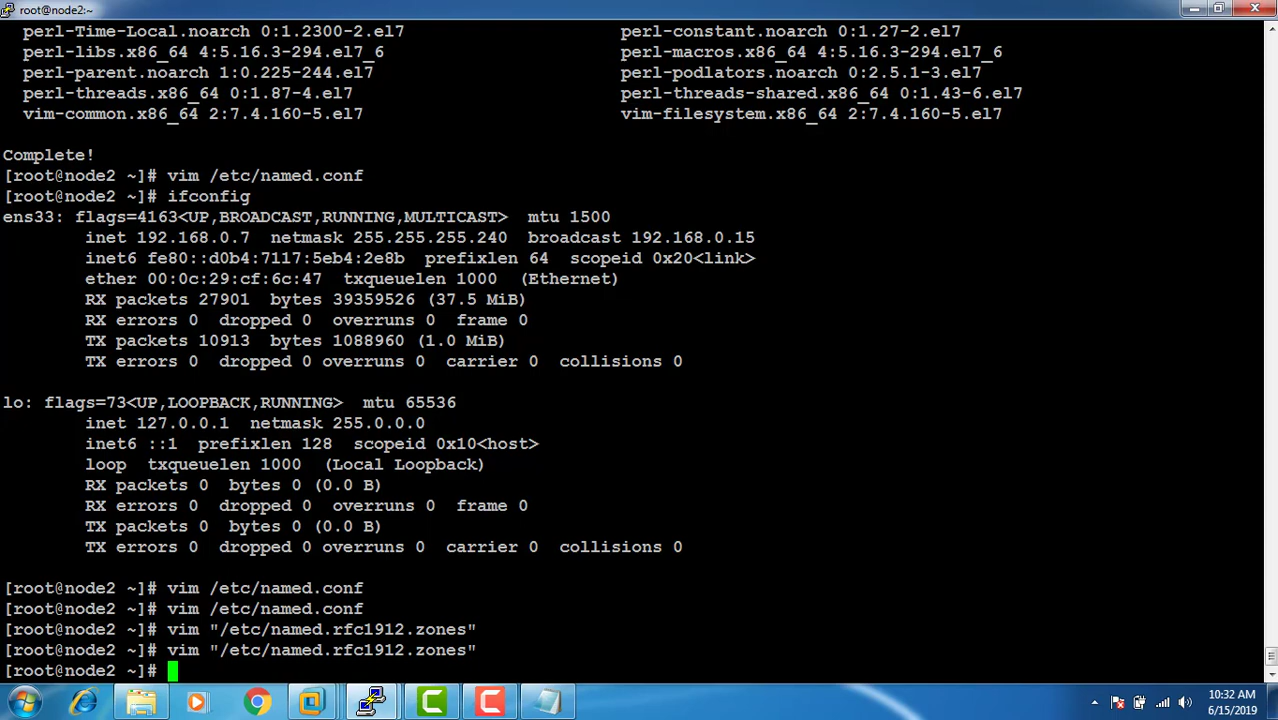 root@node2:~
perl-Time-Local.noarch 0:1.2300-2.el7 perl-constant.noarch 0:1.27-2.el7
perl-libs.x86_64 4:5.16.3-294.el7_6 perl-macros.x86_64 4:5.16.3-294.el7_6
perl-parent.noarch 1:0.225-244.el7 perl-podlators.noarch 0:2.5.1-3.el7
perl-threads.x86_64 0:1.87-4.el7 perl-threads-shared.x86_64 0:1.43-6.el7
vim-common.x86_64 2:7.4.160-5.el7 vim-filesystem.x86_64 2:7.4.160-5.el7
Complete!
[root@node2 ~]# vim /etc/named.conf
[root@node2 ~]# ifconfig
ens33: flags=4163<UP,BROADCAST,RUNNING,MULTICAST>  mtu 1500
inet 192.168.0.7  netmask 255.255.255.240  broadcast 192.168.0.15
inet6 fe80::d0b4:7117:5eb4:2e8b  prefixlen 64  scopeid 0x20<link>
ether 00:0c:29:cf:6c:47  txqueuelen 1000  (Ethernet)
RX packets 27901  bytes 39359526 (37.5 MiB)
RX errors 0  dropped 0  overruns 0  frame 0
TX packets 10913  bytes 1088960 (1.0 MiB)
TX errors 0  dropped 0 overruns 0  carrier 0  collisions 0
lo: flags=73<UP,LOOPBACK,RUNNING>  mtu 65536
inet 127.0.0.1  netmask 255.0.0.0
inet6 ::1  prefixlen 128  scopeid 0x10<host>
loop  txqueuelen 1000  (Local Loopback)
RX packets 0  bytes 0 (0.0 B)
RX errors 0  dropped 0  overruns 0  frame 0
TX packets 0  bytes 0 (0.0 B)
TX errors 0  dropped 0 overruns 0  carrier 0  collisions 0
[root@node2 ~]# vim /etc/named.conf
[root@node2 ~]# vim /etc/named.conf
[root@node2 ~]# vim "/etc/named.rfc1912.zones"
[root@node2 ~]# vim "/etc/named.rfc1912.zones"
[root@node2 ~]#
10:32 AM
6/15/2019